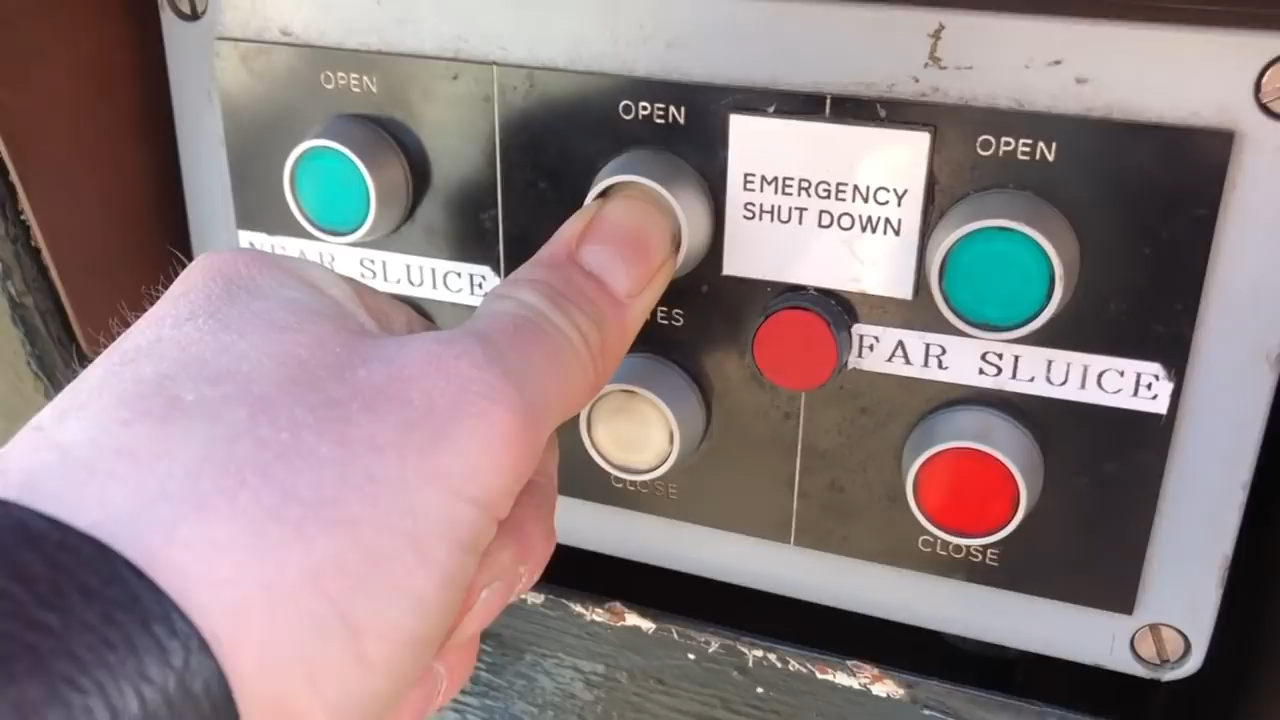 OPEN
OPEN
OPEN
EMERGENCY
SHUT DOWN
SLUICE
FAR SLUICE
CLOSE
CLOSE